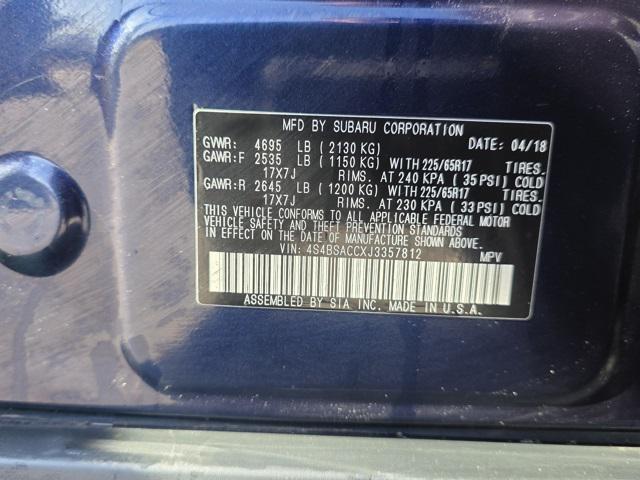 MFD BY SUBARU CORPORATION
GVWR: 4695 LB (2130 KG) DATE: 04/18
GAWR:F 2535 LB (1150 KG) WITH 225/65R17 TIRES.
17X7J RIMS. AT 240 KPA (35 PSI) COLD
GAWR:R 2645 LB (1200 KG) WITH 225/65R17 TIRES.
17X7J RIMS. AT 230 KPA (33 PSI) COLD
THIS VEHICLE CONFORMS TO ALL APPLICABLE FEDERAL MOTOR
VEHICLE SAFETY AND THEFT PREVENTION STANDARDS
IN EFFECT ON THE DATE OF MANUFACTURE SHOWN ABOVE.
VIN: 4S4BSACCXJ3357812 MPV
ASSEMBLED BY SIA INC. MADE IN U.S.A.